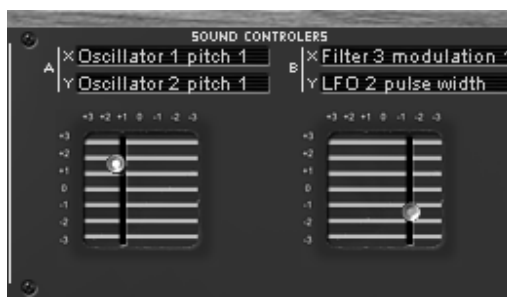 SOUND CONTROLERS
A X Oscillator 1 pitch 1
Y Oscillator 2 pitch 1
B X Filter 3 modulation 1
Y LFO 2 pulse width
+3 +2 +1 0 -1 -2 -3
+3
+2
+1
0
-1
-2
-3
+3 +2 +1 0 -1 -2 -3
+3
+2
+1
0
-1
-2
-3